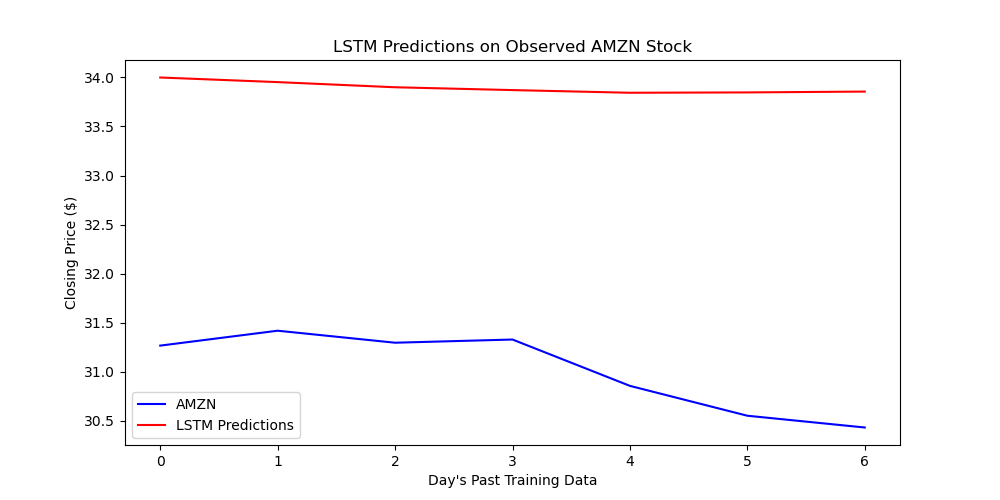 LSTM Predictions on Observed AMZN Stock
34.0
33.5
33.0
32.5
32.0
31.5
31.0
30.5
Closing Price ($)
AMZN
LSTM Predictions
0 1 2 3 4 5 6
Day's Past Training Data